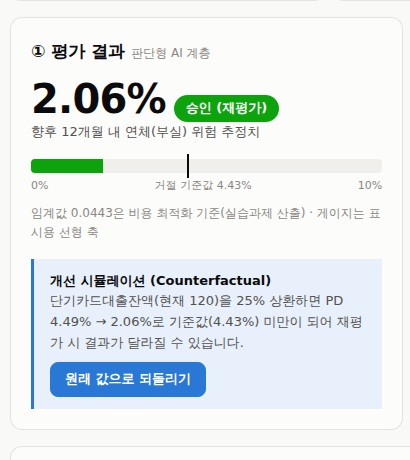 ① 평가 결과 판단형 AI 계층
2.06% 승인 (재평가)
향후 12개월 내 연체(부실) 위험 추정치
0% 거절 기준값 4.43% 10%
임계값 0.0443은 비용 최적화 기준(실습과제 산출) · 게이지는 표
시용 선형 축
개선 시뮬레이션 (Counterfactual)
단기카드대출잔액(현재 120)을 25% 상환하면 PD
4.49% → 2.06%로 기준값(4.43%) 미만이 되어 재평
가 시 결과가 달라질 수 있습니다.
원래 값으로 되돌리기